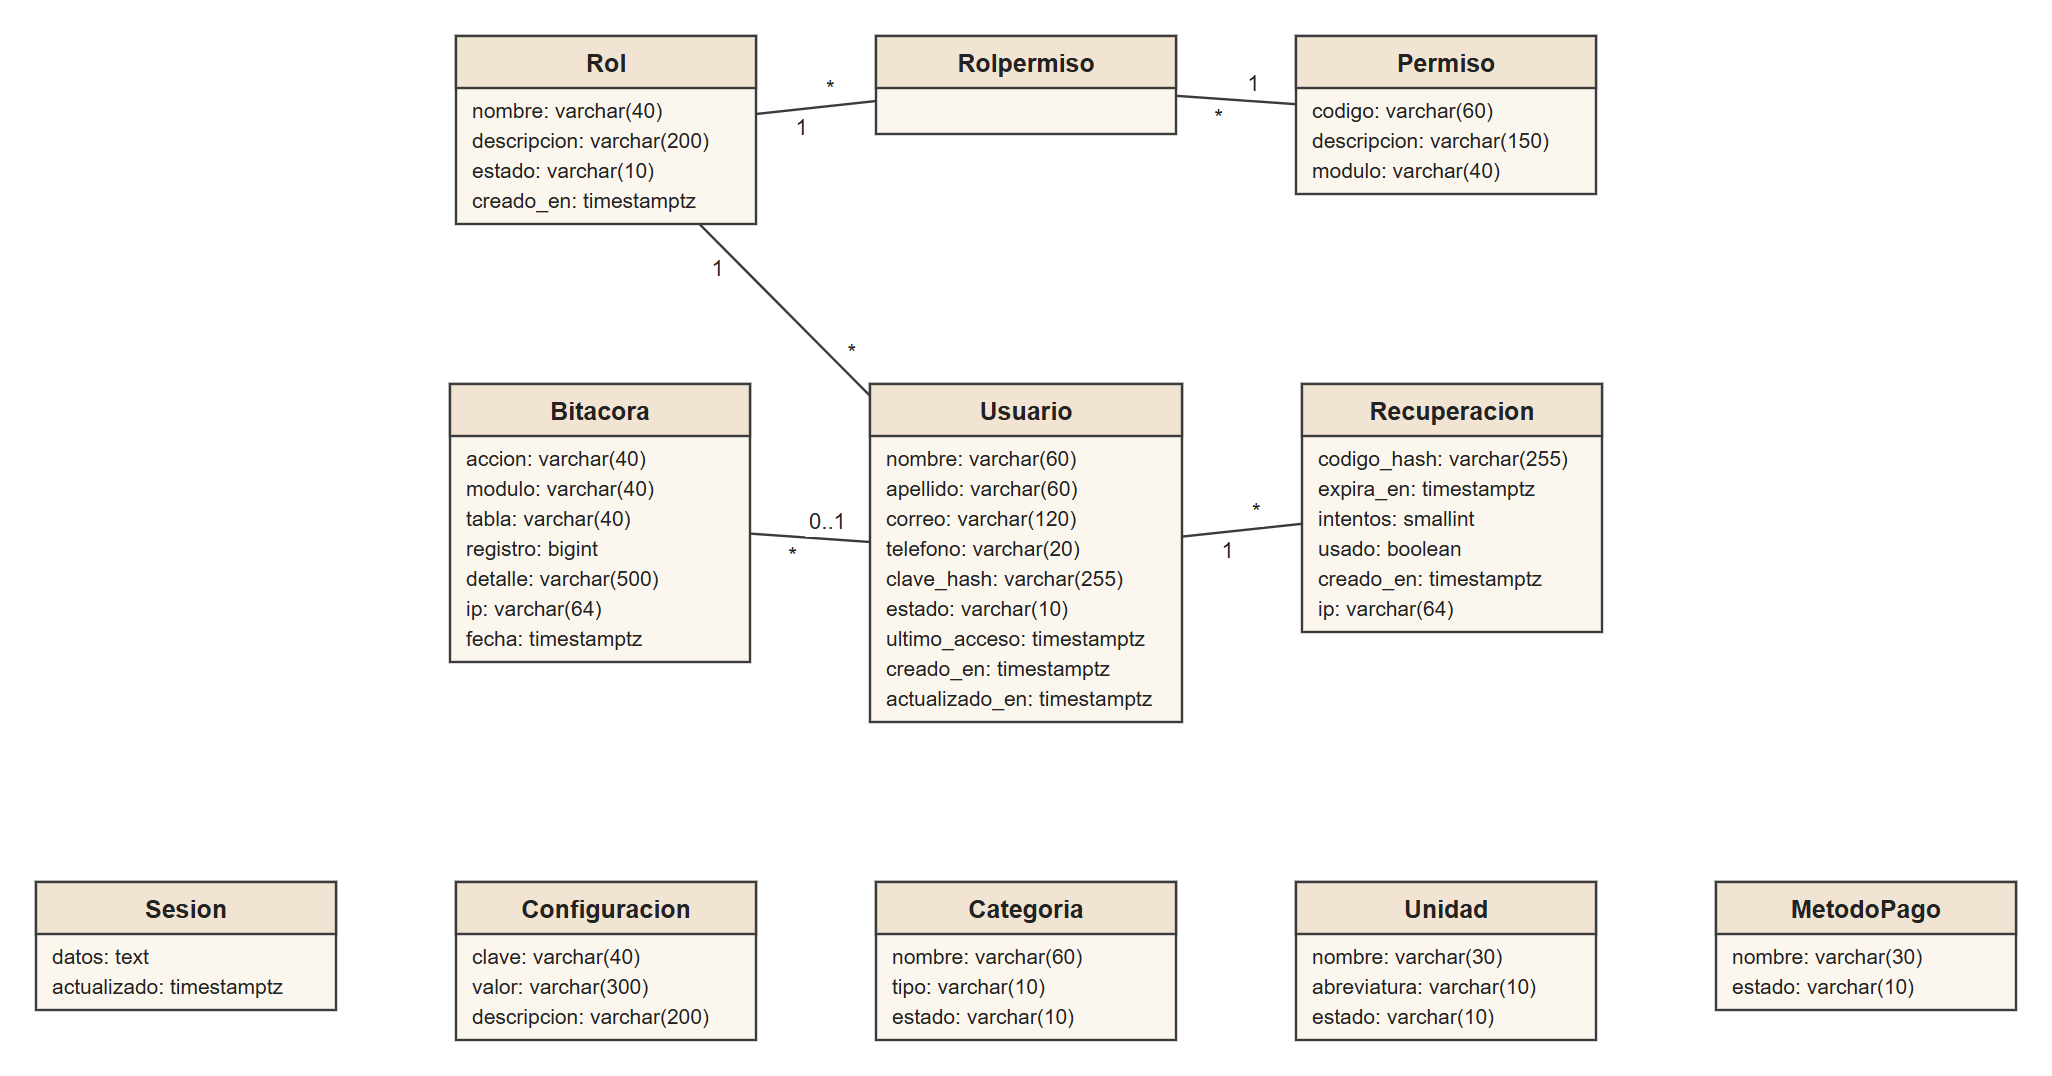 Rol
nombre: varchar(40)
descripcion: varchar(200)
estado: varchar(10)
creado_en: timestamptz
*
1
Rolpermiso
1
*
Permiso
codigo: varchar(60)
descripcion: varchar(150)
modulo: varchar(40)
1
*
Bitacora
accion: varchar(40)
modulo: varchar(40)
tabla: varchar(40)
registro: bigint
detalle: varchar(500)
ip: varchar(64)
fecha: timestamptz
0..1
*
Usuario
nombre: varchar(60)
apellido: varchar(60)
correo: varchar(120)
telefono: varchar(20)
clave_hash: varchar(255)
estado: varchar(10)
ultimo_acceso: timestamptz
creado_en: timestamptz
actualizado_en: timestamptz
*
1
Recuperacion
codigo_hash: varchar(255)
expira_en: timestamptz
intentos: smallint
usado: boolean
creado_en: timestamptz
ip: varchar(64)
Sesion
datos: text
actualizado: timestamptz
Configuracion
clave: varchar(40)
valor: varchar(300)
descripcion: varchar(200)
Categoria
nombre: varchar(60)
tipo: varchar(10)
estado: varchar(10)
Unidad
nombre: varchar(30)
abreviatura: varchar(10)
estado: varchar(10)
MetodoPago
nombre: varchar(30)
estado: varchar(10)